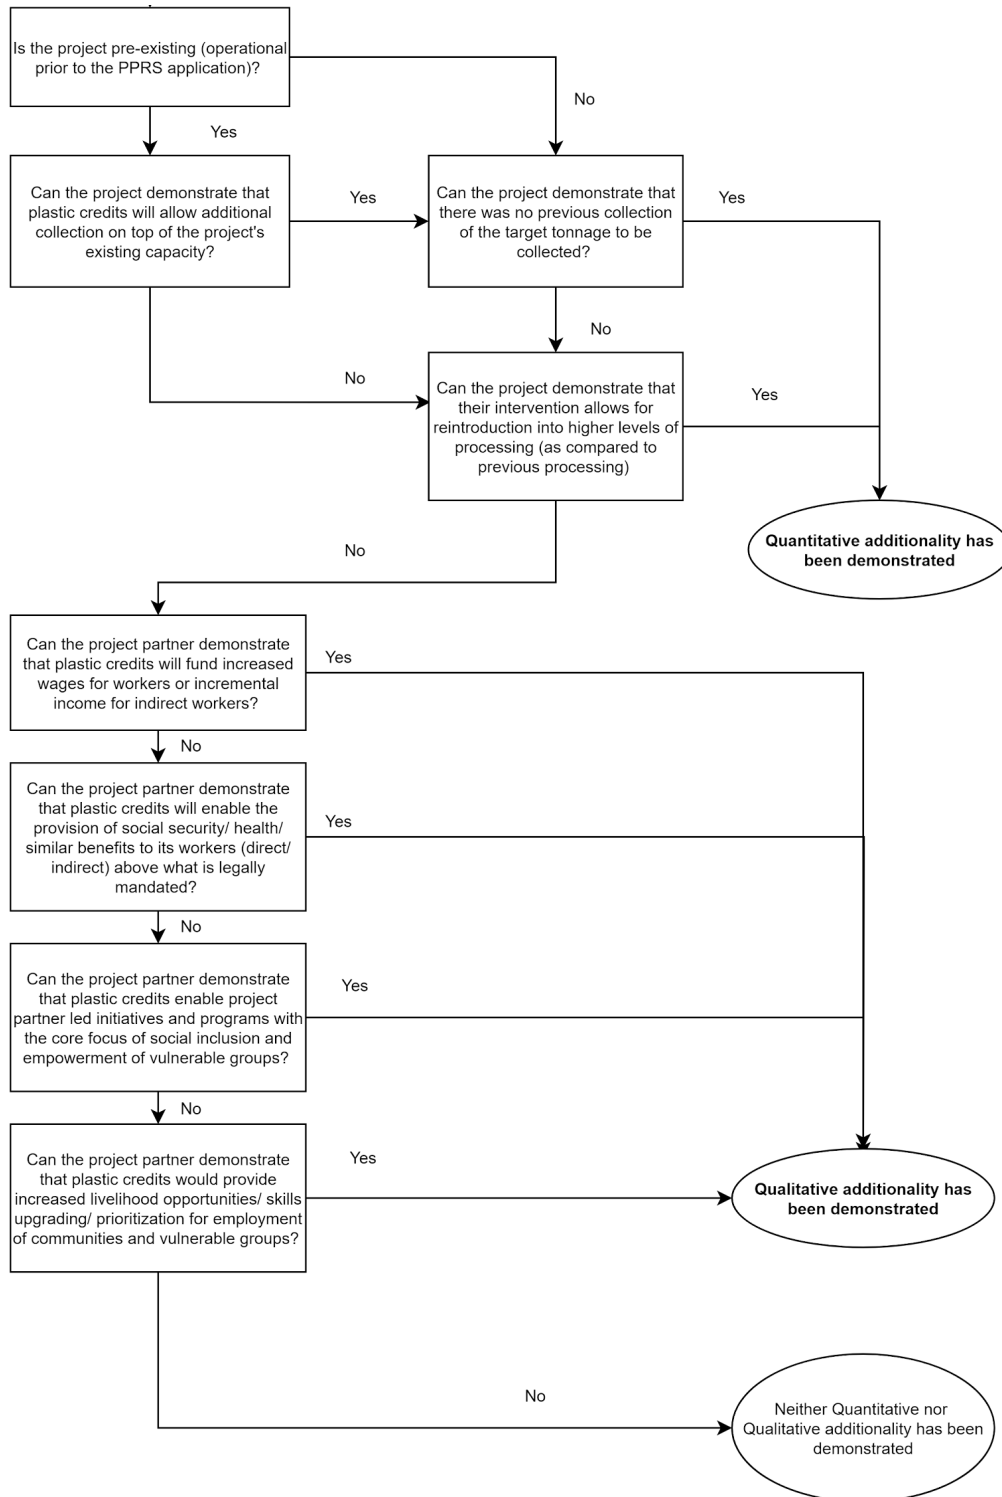 Is the project pre-existing (operational
prior to the PPRS application)?
No
Yes
Can the project demonstrate that
plastic credits will allow additional
collection on top of the project's
existing capacity?
Yes
Can the project demonstrate that
there was no previous collection
of the target tonnage to be
collected?
Yes
No
No
Can the project demonstrate that
their intervention allows for
reintroduction into higher levels of
processing (as compared to
previous processing)
Yes
Quantitative additionality has
been demonstrated
No
Can the project partner demonstrate
that plastic credits will fund increased
wages for workers or incremental
income for indirect workers?
Yes
No
Can the project partner demonstrate
that plastic credits will enable the
provision of social security/ health/
similar benefits to its workers (direct/
indirect) above what is legally
mandated?
Yes
No
Can the project partner demonstrate
that plastic credits enable project
partner led initiatives and programs with
the core focus of social inclusion and
empowerment of vulnerable groups?
Yes
No
Can the project partner demonstrate
that plastic credits would provide
increased livelihood opportunities/ skills
upgrading/ prioritization for employment
of communities and vulnerable groups?
Yes
Qualitative additionality has
been demonstrated
No
Neither Quantitative nor
Qualitative additionality has been
demonstrated